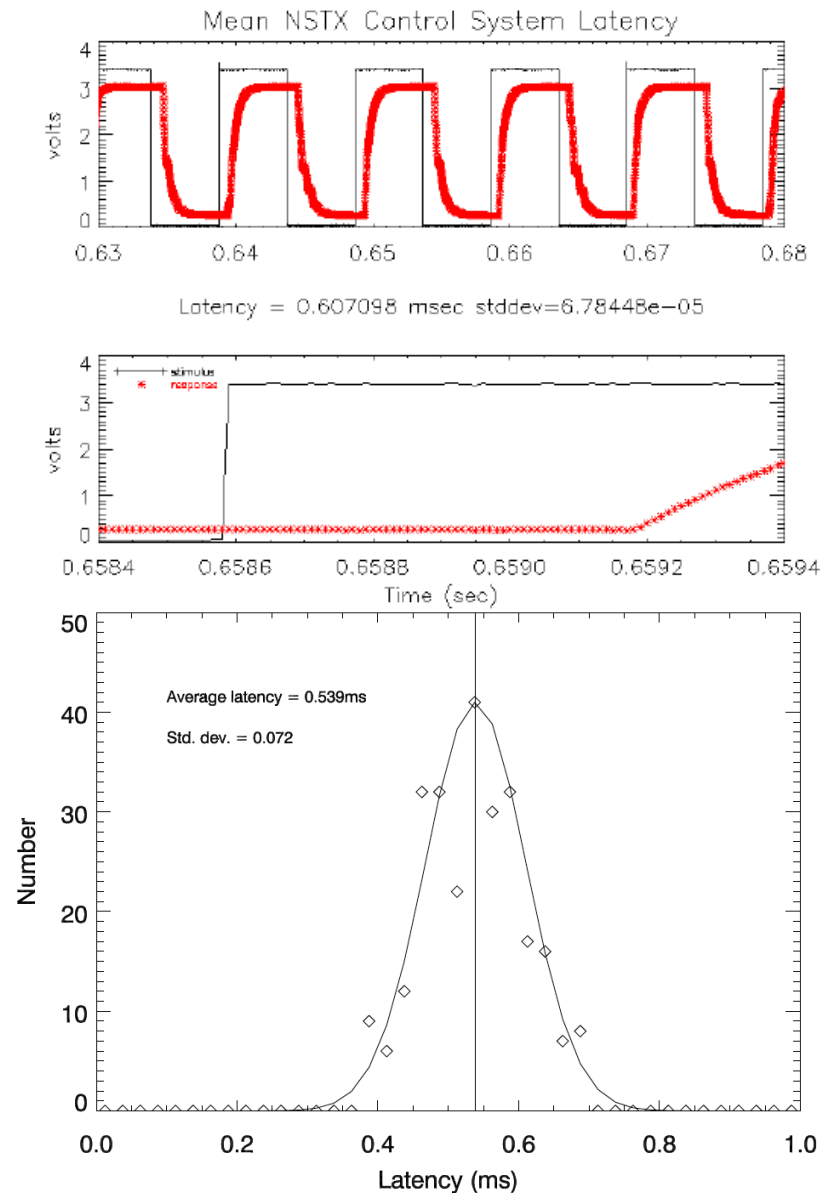 Mean NSTX Control System Latency
4
3
2
1
0
volts
0.63 0.64 0.65 0.66 0.67 0.68
Latency = 0.607098 msec stddev=6.78448e-05
4
3
2
1
0
volts
stimulus
response
0.6584 0.6586 0.6588 0.6590 0.6592 0.6594
Time (sec)
50
40
30
20
10
0
Number
Average latency = 0.539ms
Std. dev. = 0.072
0.0 0.2 0.4 0.6 0.8 1.0
Latency (ms)